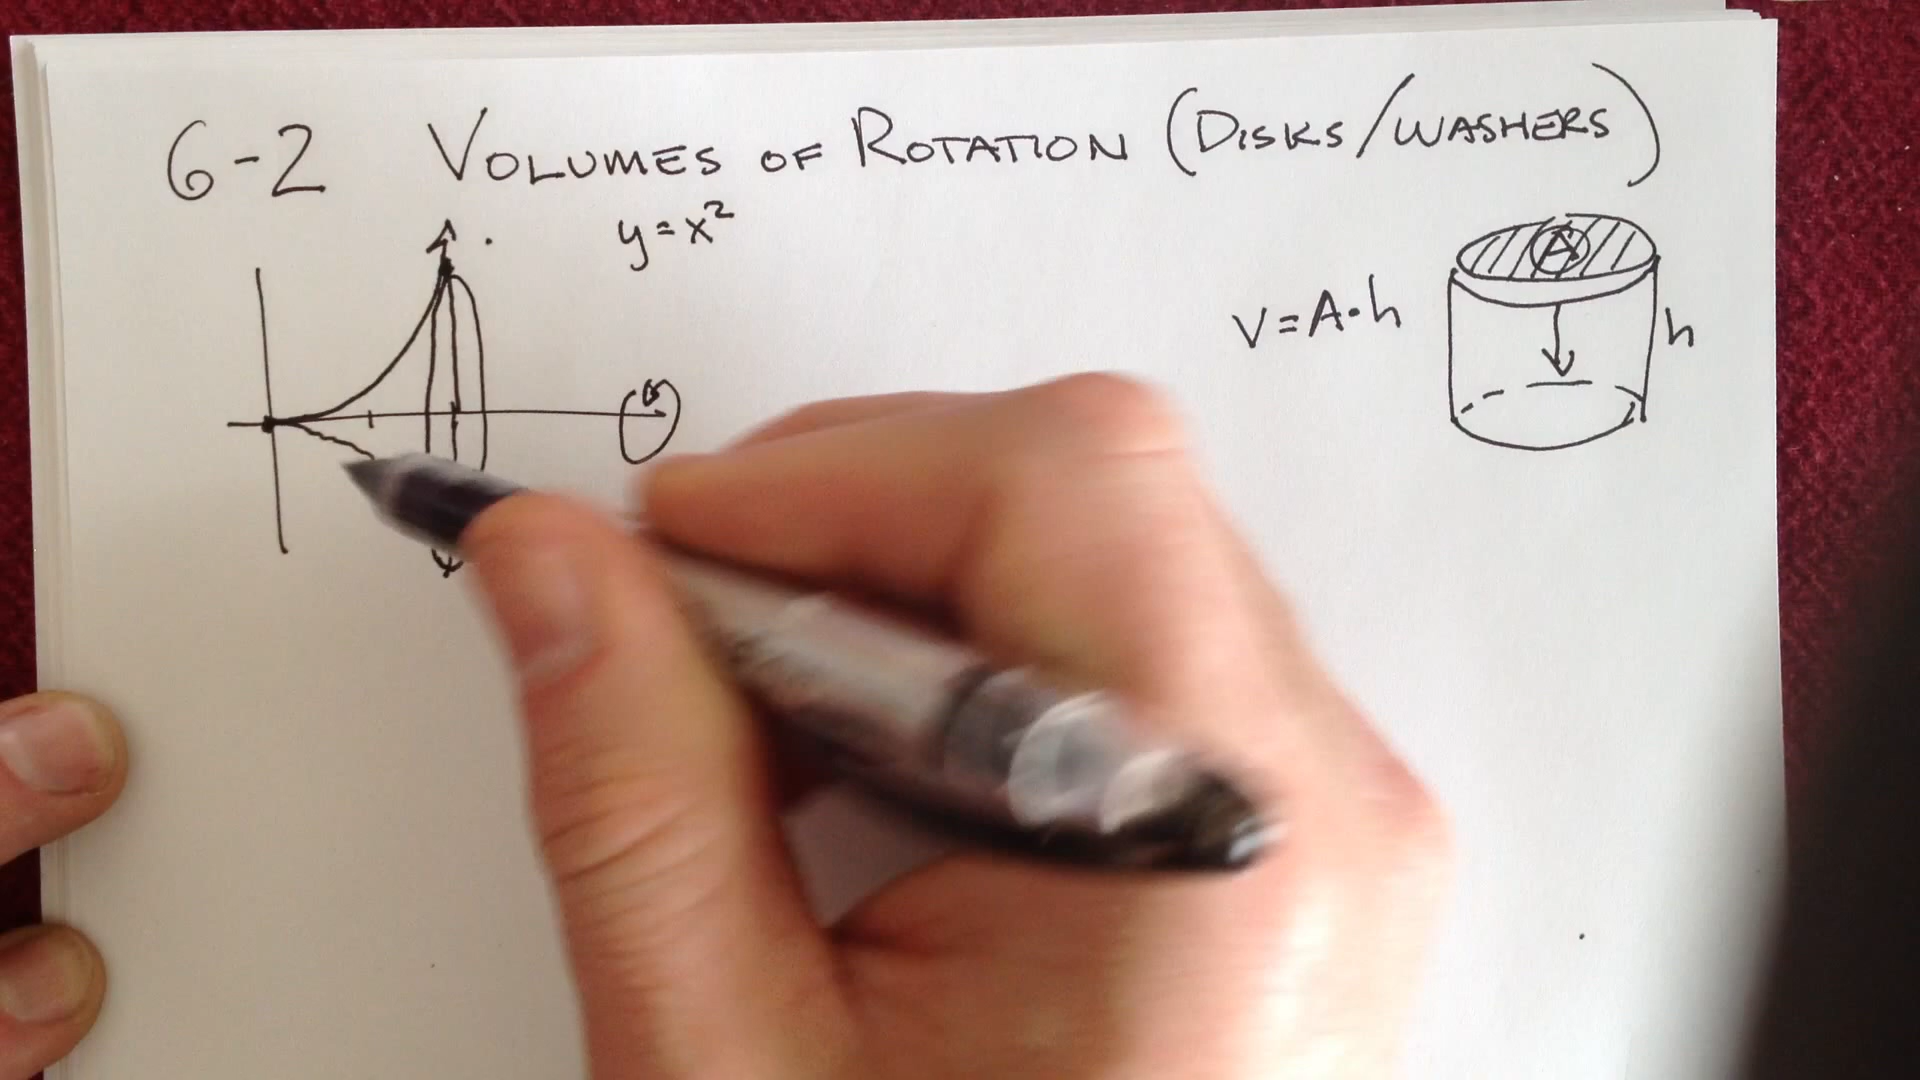 6-2 VOLUMES OF ROTATION (DISKS/WASHERS)
y=x²
A
V=A·h
h